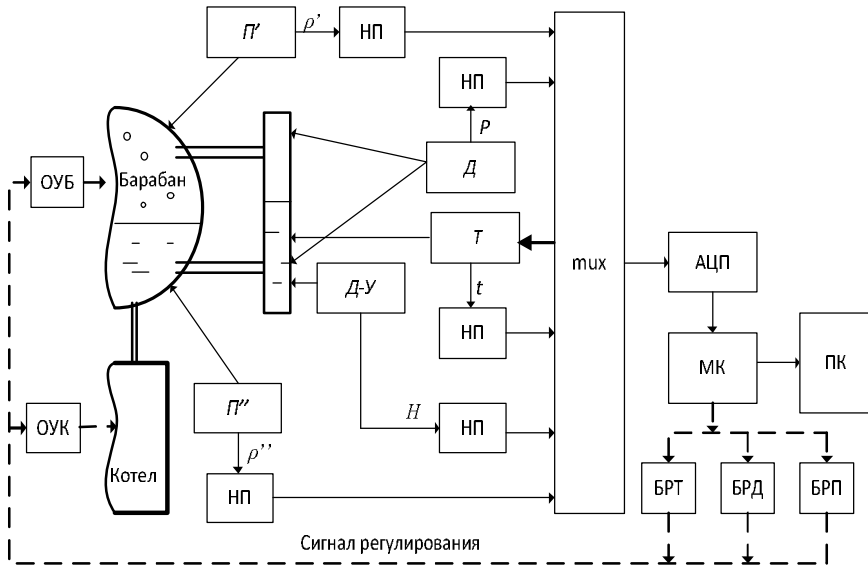 П'
ρ'
НП
НП
P
Барабан
ОУБ
Д
T
mux
АЦП
t
Д-У
НП
МК
ПК
П''
H
НП
ОУК
ρ''
Котел
НП
БРТ
БРД
БРП
Сигнал регулирования